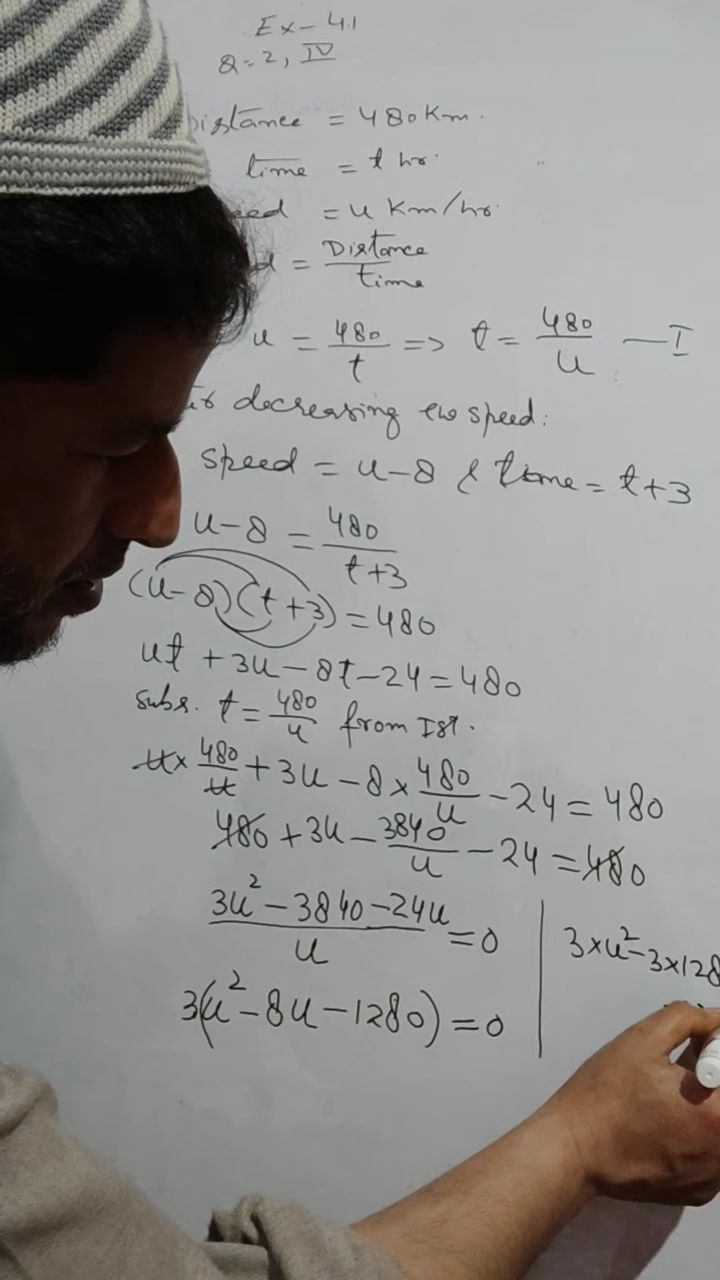 Ex-4.1
Q=2, IV
Distance = 480 Km.
time = t hr.
= u Km/hr.
= Distance/time
u = 480/t => t = 480/u —I
decreasing the speed:
speed = u-8 & time = t+3
u-8 = 480/t+3
(u-8)(t+3) = 480
ut + 3u - 8t - 24 = 480
subs. t = 480/u from Ist.
u × 480/u + 3u - 8 × 480/u - 24 = 480
480 + 3u - 3840/u - 24 = 480
3u² - 3840 - 24u/u = 0
3×u² - 3×128
3(u² - 8u - 1280) = 0